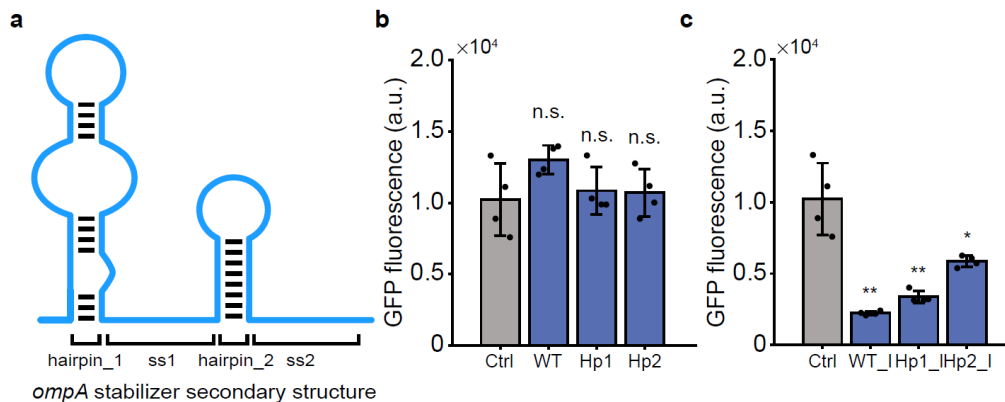 a
hairpin_1 ss1 hairpin_2 ss2
ompA stabilizer secondary structure
b
×10⁴
GFP fluorescence (a.u.)
2.0
1.5
1.0
0.5
0
n.s.
n.s.
n.s.
Ctrl WT Hp1 Hp2
c
×10⁴
GFP fluorescence (a.u.)
2.0
1.5
1.0
0.5
0
**
**
*
Ctrl WT_I Hp1_I Hp2_I